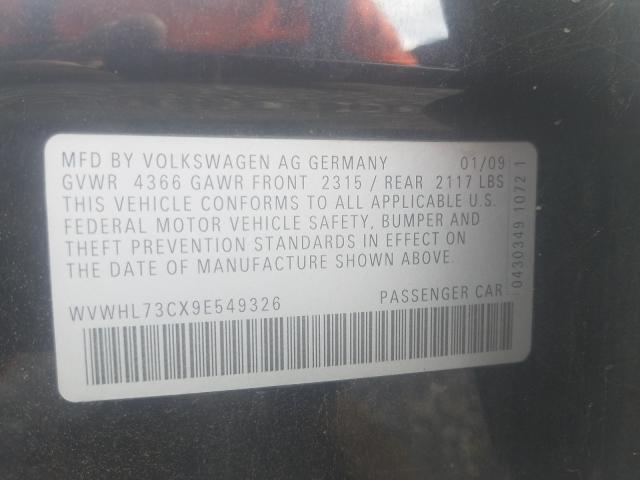 MFD BY VOLKSWAGEN AG GERMANY 01/09
GVWR 4366 GAWR FRONT 2315 / REAR 2117 LBS
THIS VEHICLE CONFORMS TO ALL APPLICABLE U.S.
FEDERAL MOTOR VEHICLE SAFETY, BUMPER AND
THEFT PREVENTION STANDARDS IN EFFECT ON
THE DATE OF MANUFACTURE SHOWN ABOVE.
WVWHL73CX9E549326 PASSENGER CAR
0430349 1072 1